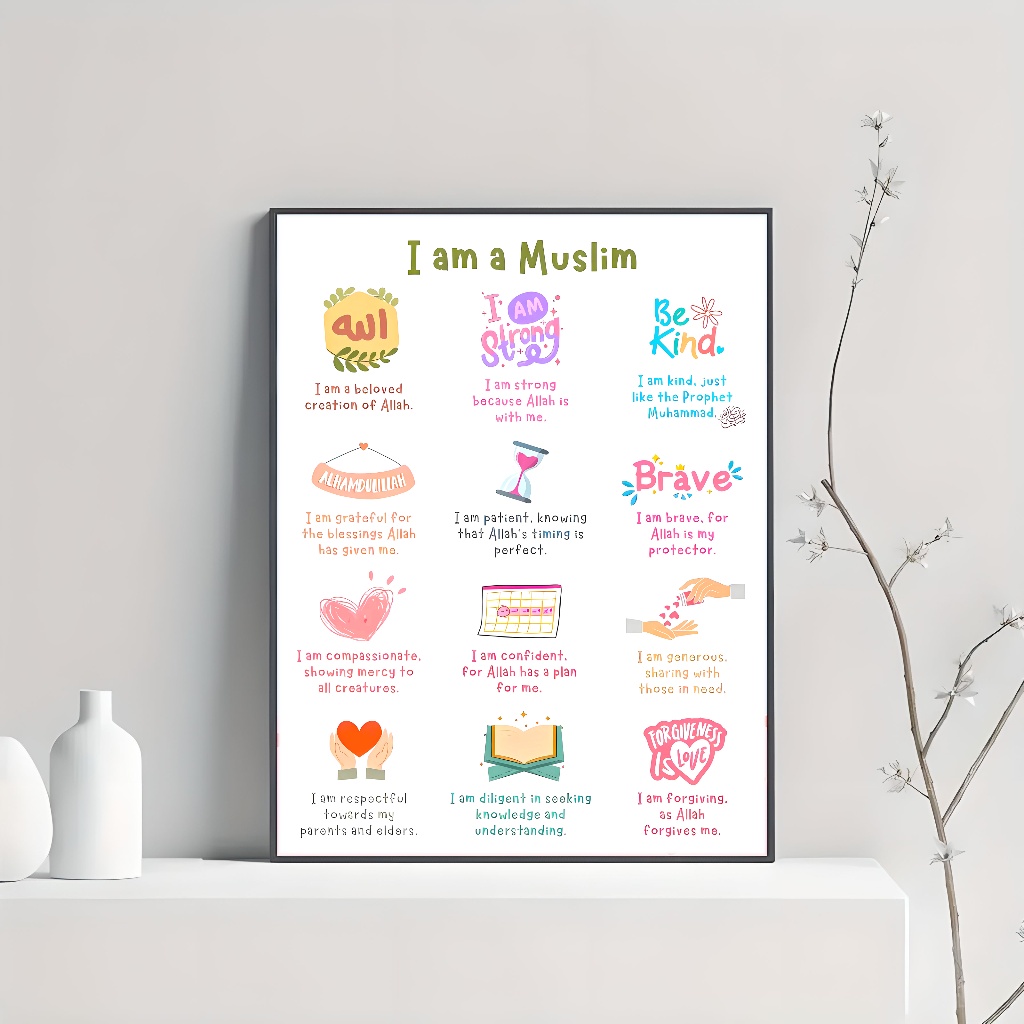 I am a Muslim
الله
I am a beloved
creation of Allah.
I AM
Strong
I am strong
because Allah is
with me.
Be
Kind
I am kind, just
like the Prophet
Muhammad.
ALHAMDULILLAH
I am grateful for
the blessings Allah
has given me.
I am patient, knowing
that Allah's timing is
perfect.
Brave
I am brave, for
Allah is my
protector.
I am compassionate,
showing mercy to
all creatures.
I am confident,
for Allah has a plan
for me.
I am generous,
sharing with
those in need.
I am respectful
towards my
parents and elders.
I am diligent in seeking
knowledge and
understanding.
FORGIVENESS
IS LOVE
I am forgiving,
as Allah
forgives me.